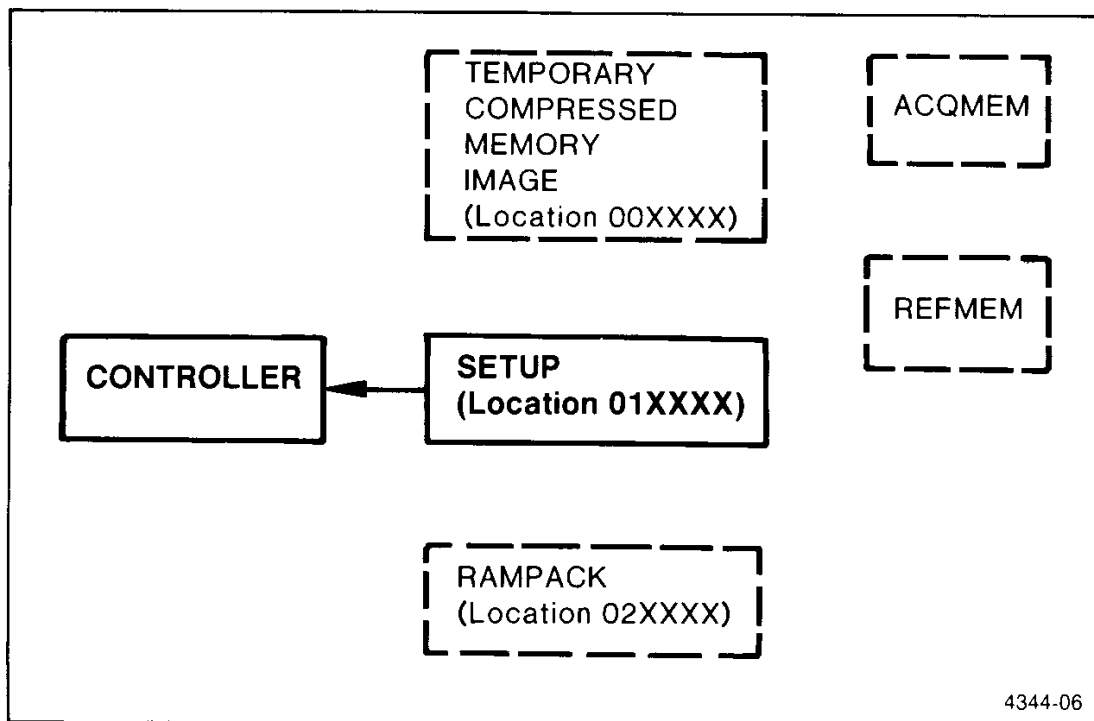 TEMPORARY
COMPRESSED
MEMORY
IMAGE
(Location 00XXXX)
ACQMEM
REFMEM
CONTROLLER
SETUP
(Location 01XXXX)
RAMPACK
(Location 02XXXX)
4344-06